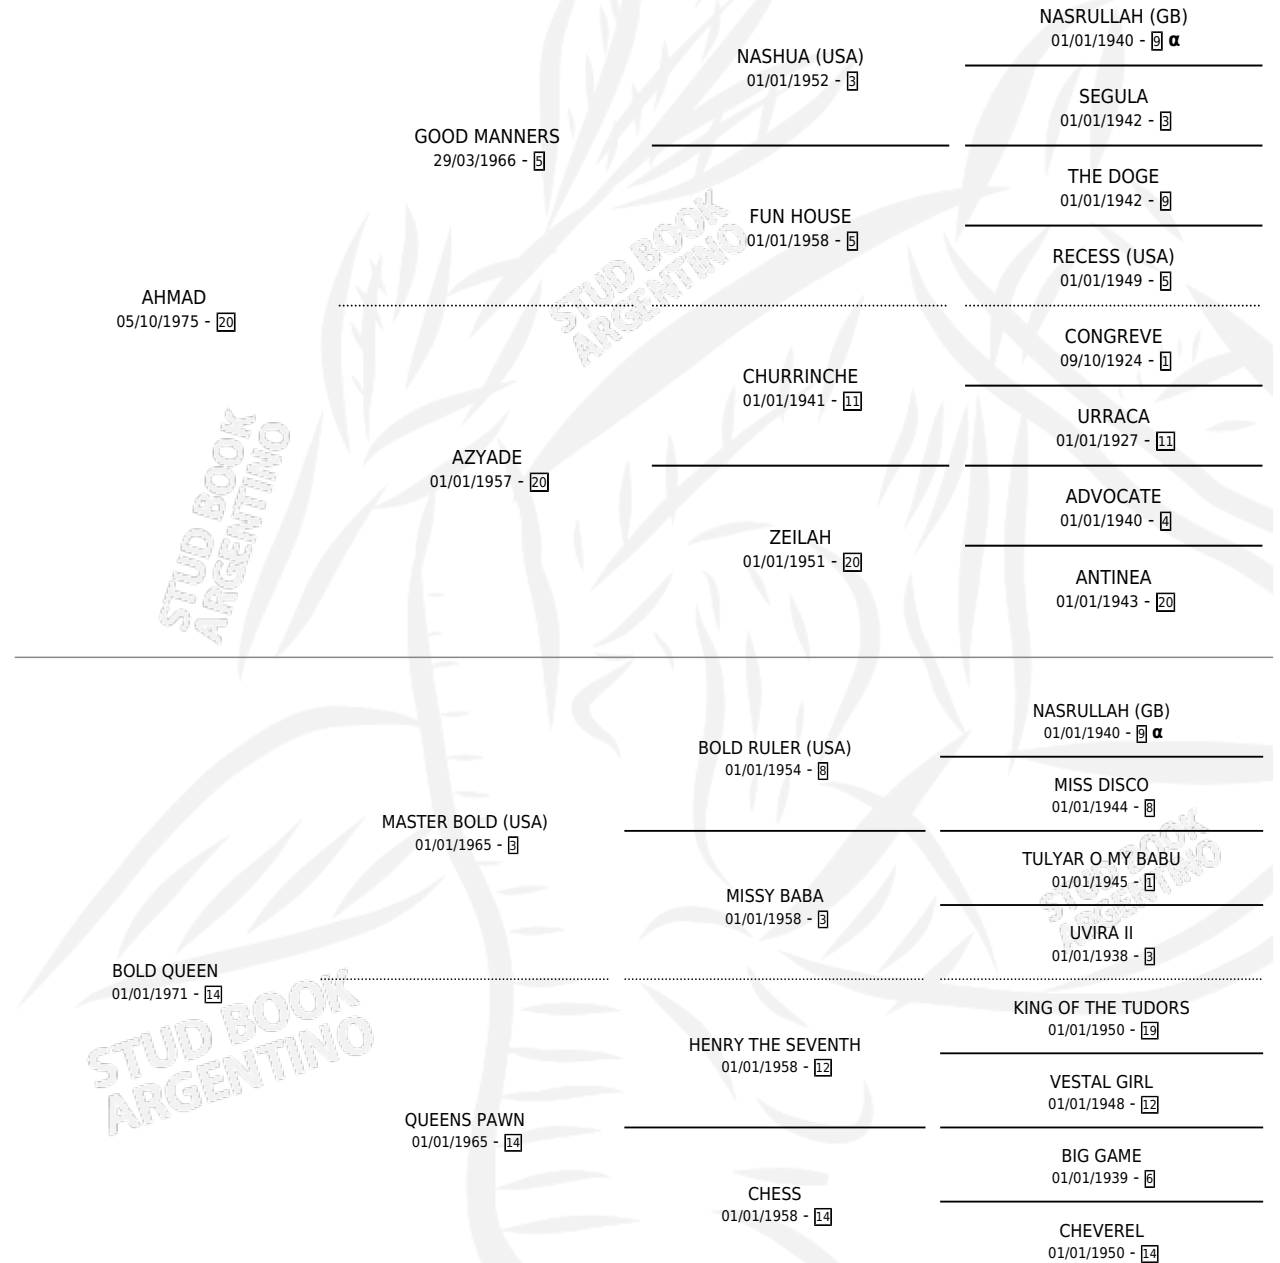 NASRULLAH (GB)
01/01/1940 - 9 α
NASHUA (USA)
01/01/1952 - 3
SEGULA
01/01/1942 - 3
GOOD MANNERS
29/03/1966 - 5
THE DOGE
01/01/1942 - 9
FUN HOUSE
01/01/1958 - 5
RECESS (USA)
01/01/1949 - 5
AHMAD
05/10/1975 - 20
CONGREVE
09/10/1924 - 1
CHURRINCHE
01/01/1941 - 11
URRACA
01/01/1927 - 11
AZYADE
01/01/1957 - 20
ADVOCATE
01/01/1940 - 4
ZEILAH
01/01/1951 - 20
ANTINEA
01/01/1943 - 20
STUD BOOK
ARGENTINO
STUD BOOK
ARGENTINO
NASRULLAH (GB)
01/01/1940 - 9 α
BOLD RULER (USA)
01/01/1954 - 8
MISS DISCO
01/01/1944 - 8
MASTER BOLD (USA)
01/01/1965 - 3
TULYAR O MY BABU
01/01/1945 - 1
MISSY BABA
01/01/1958 - 3
UVIRA II
01/01/1938 - 3
BOLD QUEEN
01/01/1971 - 14
KING OF THE TUDORS
01/01/1950 - 19
HENRY THE SEVENTH
01/01/1958 - 12
VESTAL GIRL
01/01/1948 - 12
QUEENS PAWN
01/01/1965 - 14
BIG GAME
01/01/1939 - 6
CHESS
01/01/1958 - 14
CHEVEREL
01/01/1950 - 14
STUD BOOK
ARGENTINO
STUD BOOK
ARGENTINO